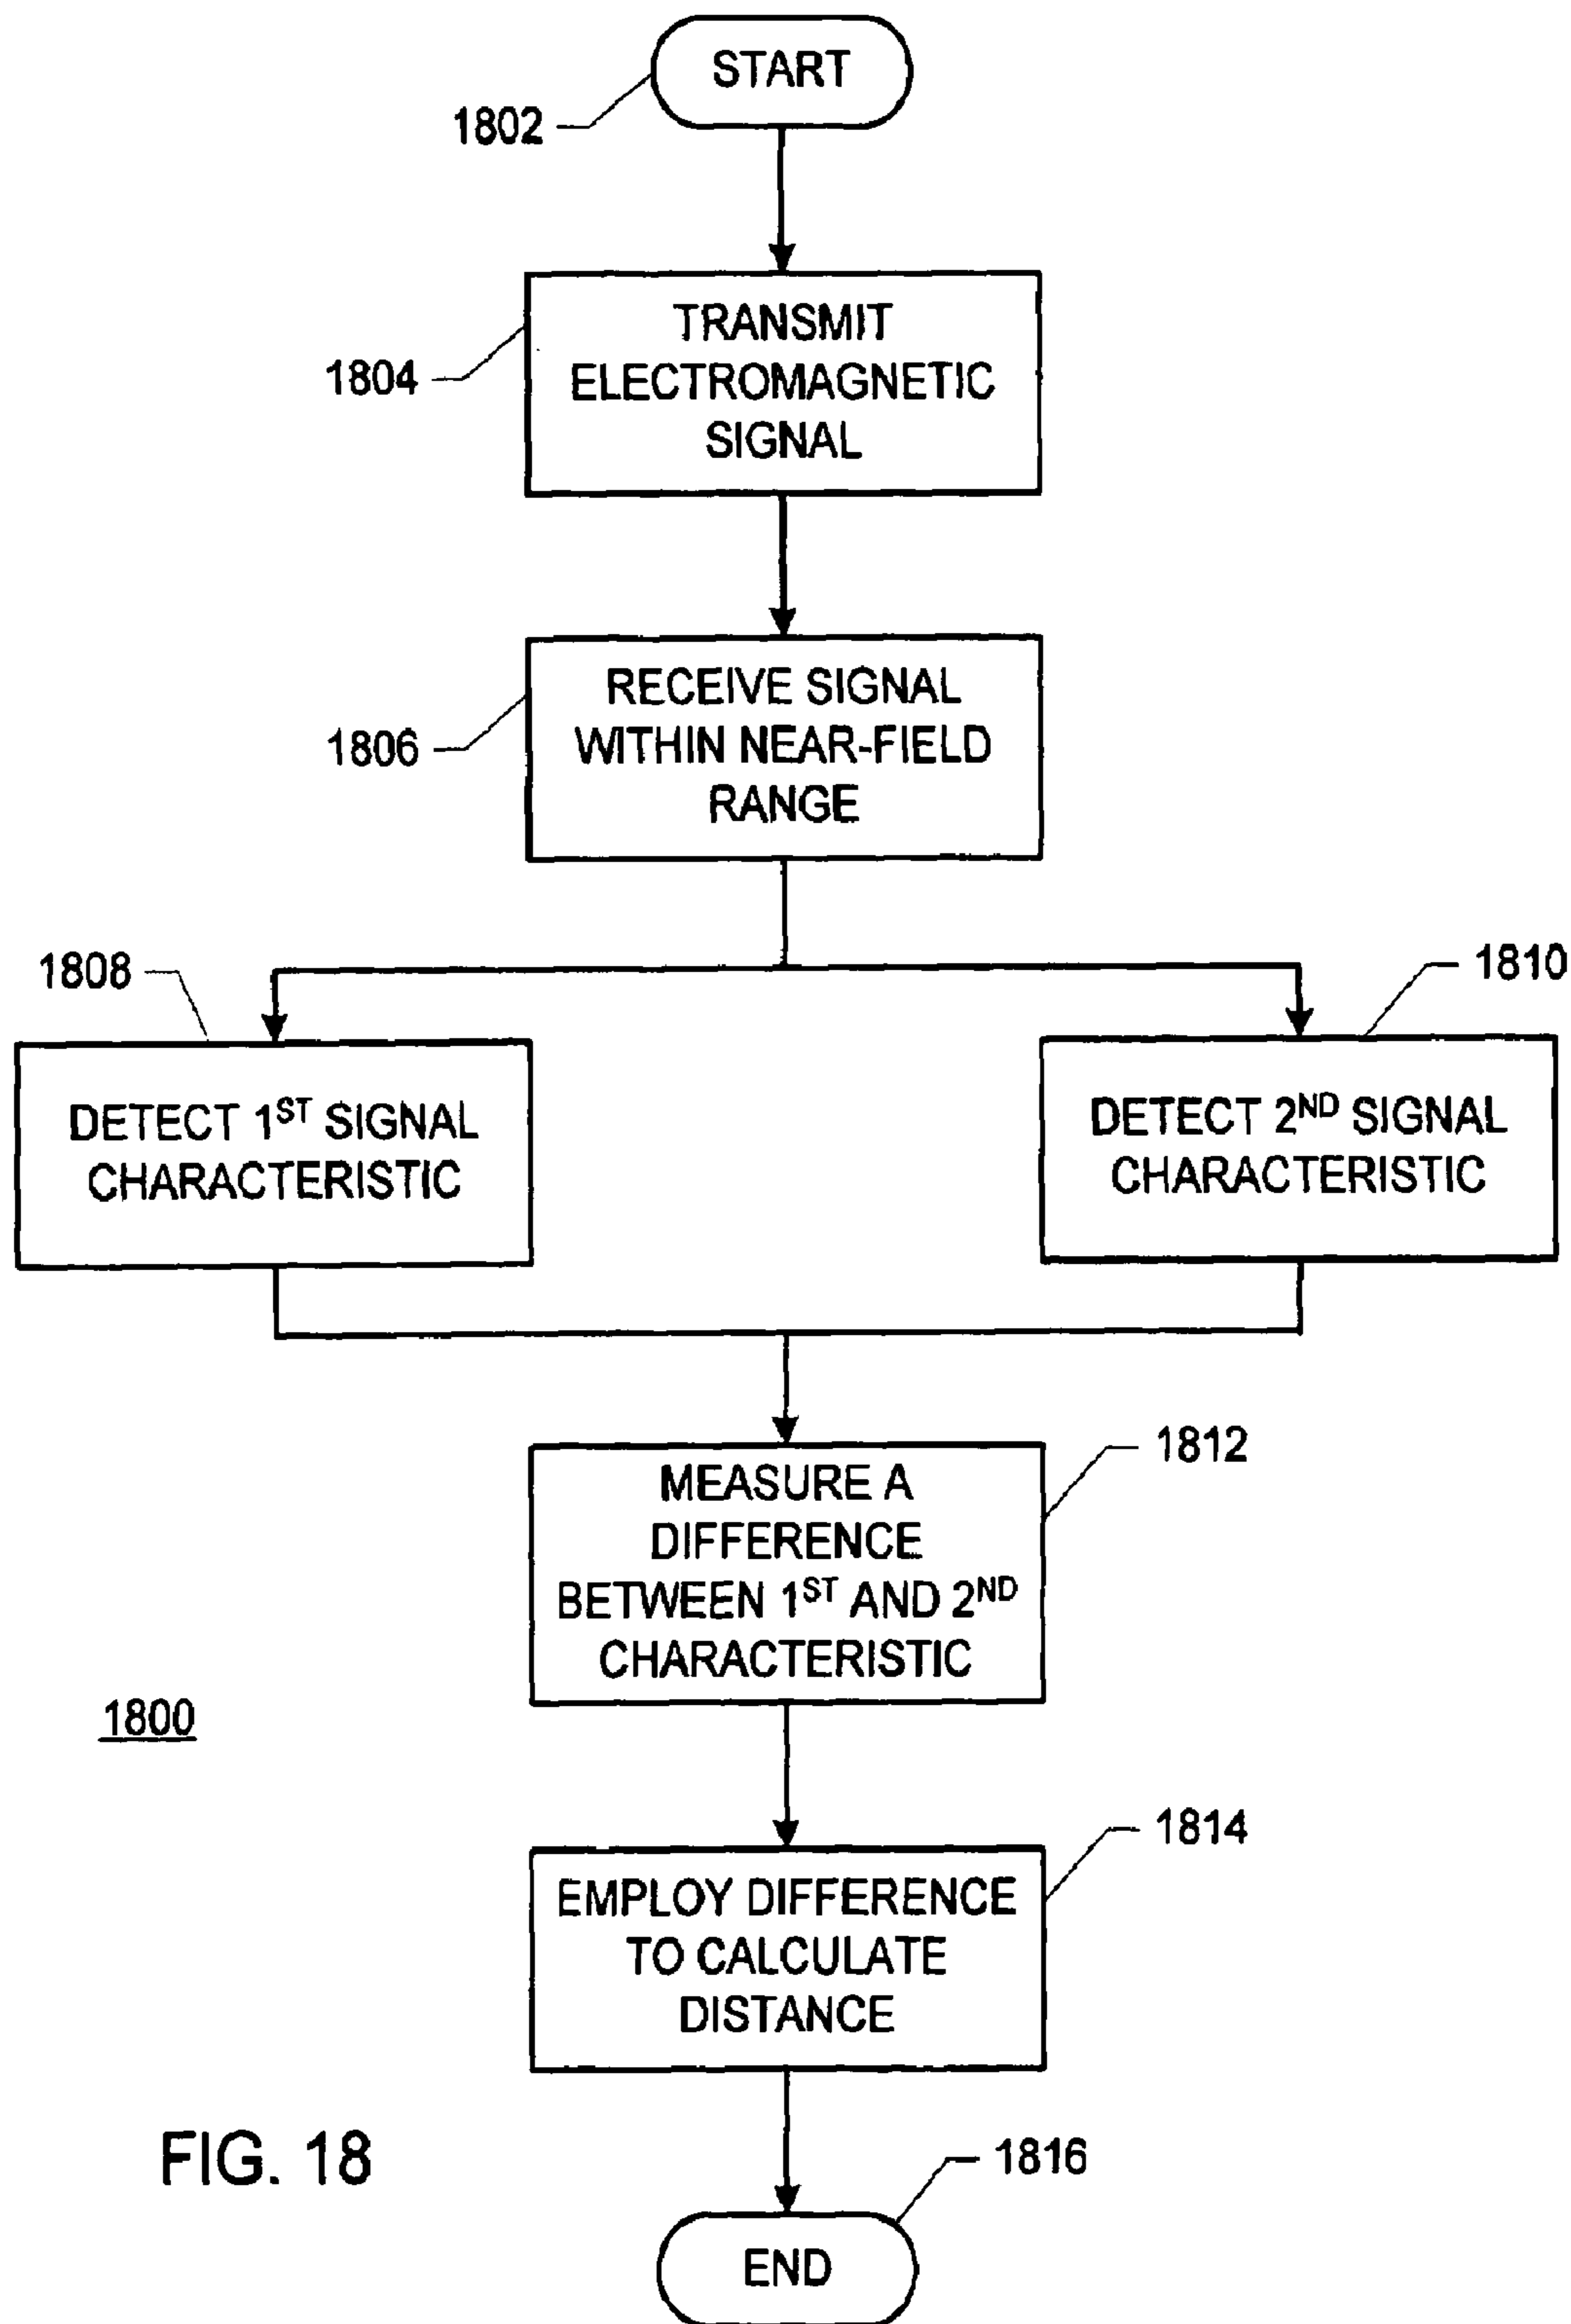 START
1802
TRANSMIT
ELECTROMAGNETIC
SIGNAL
1804
RECEIVE SIGNAL
WITHIN NEAR-FIELD
RANGE
1806
1808
1810
DETECT 1ST SIGNAL
CHARACTERISTIC
DETECT 2ND SIGNAL
CHARACTERISTIC
1812
MEASURE A
DIFFERENCE
BETWEEN 1ST AND 2ND
CHARACTERISTIC
1800
1814
EMPLOY DIFFERENCE
TO CALCULATE
DISTANCE
FIG. 18
1816
END